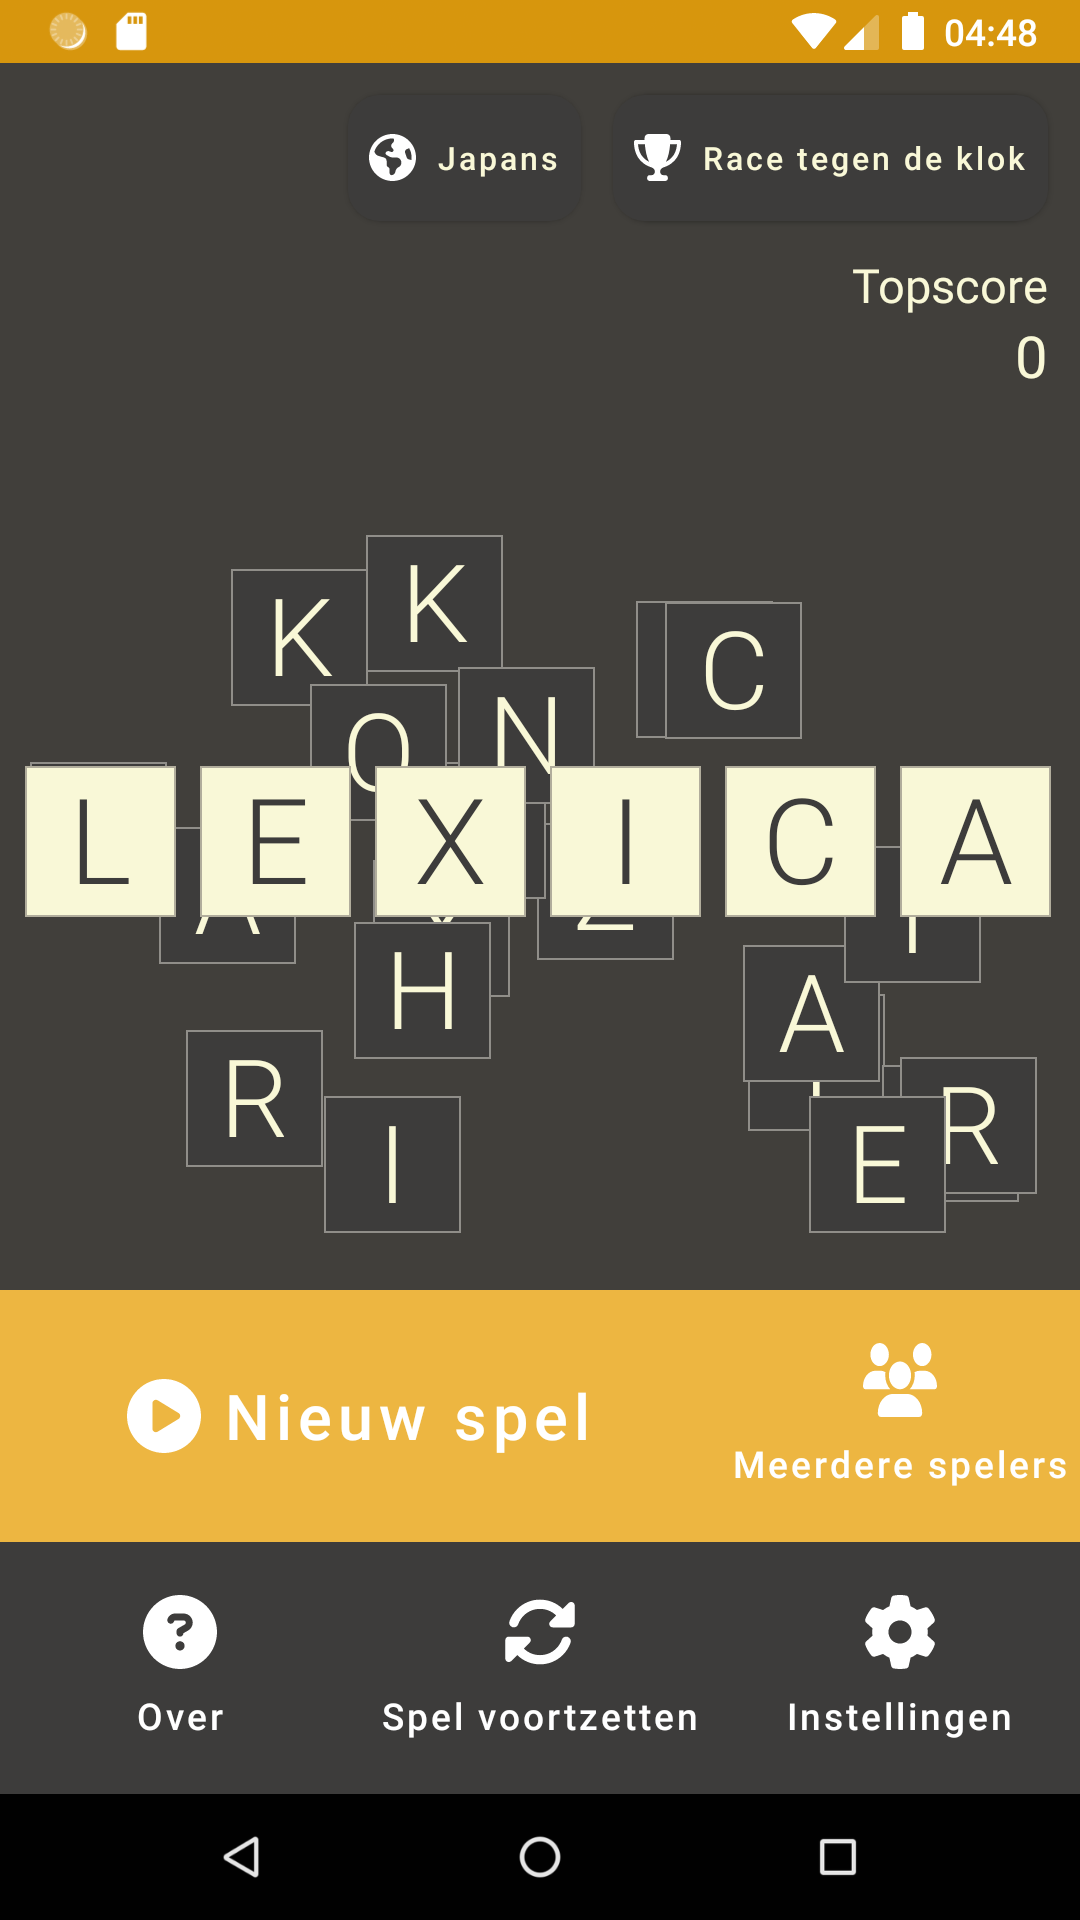 04:48
Japans
Race tegen de klok
Topscore
0
K
K
C
O
N
L E X I C A
A
Z
H
A
R
R
I
E
Nieuw spel
Meerdere spelers
Over
Spel voortzetten
Instellingen